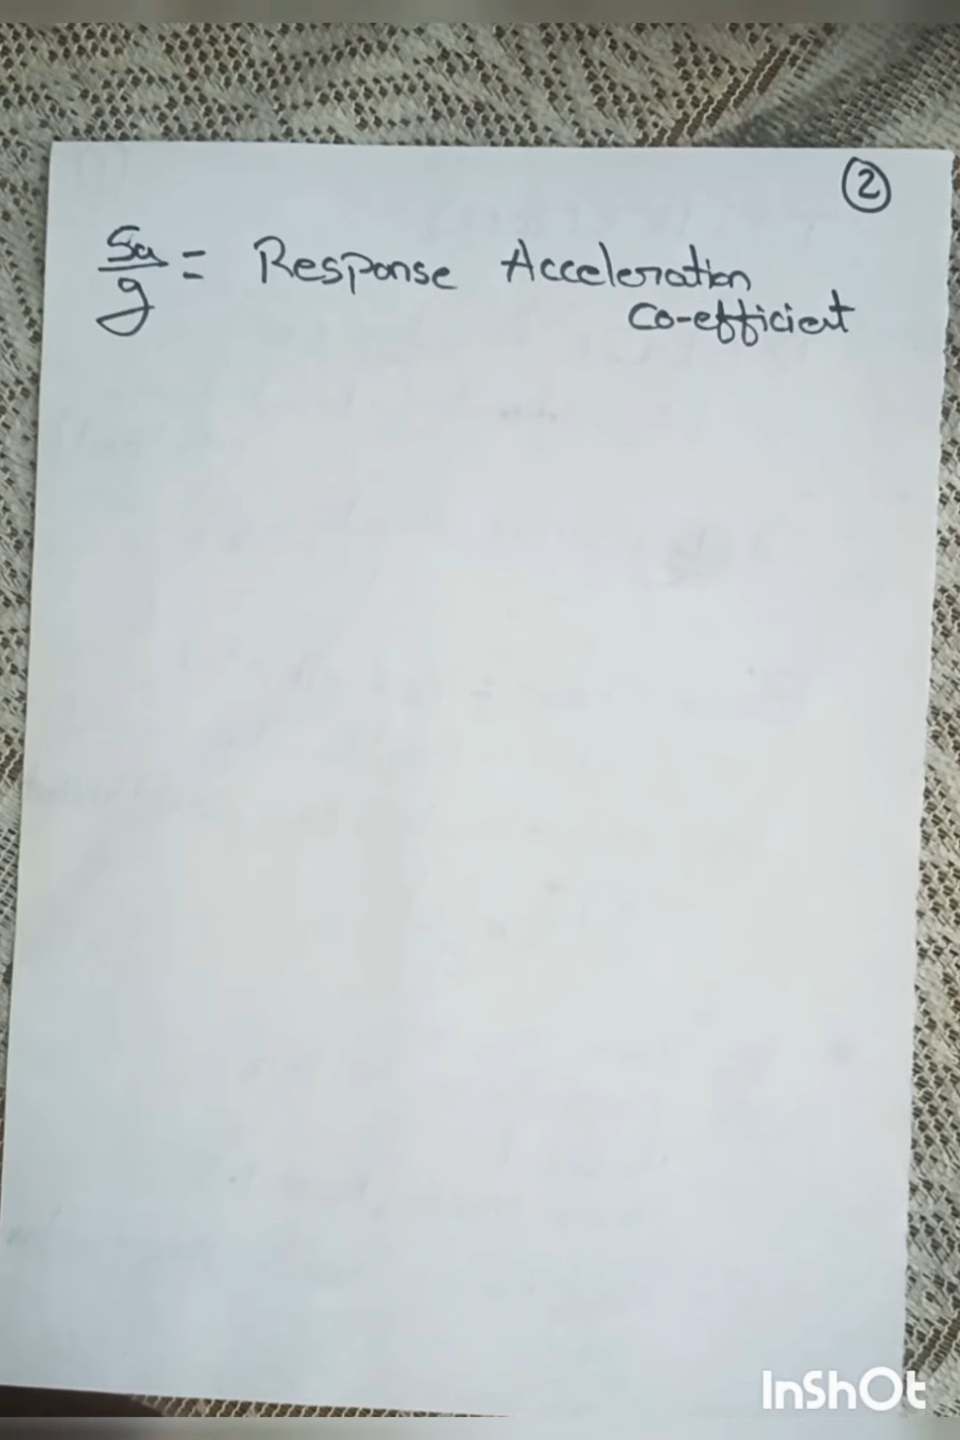 ②
Sa/g = Response Acceleration
Co-efficient
InShOt